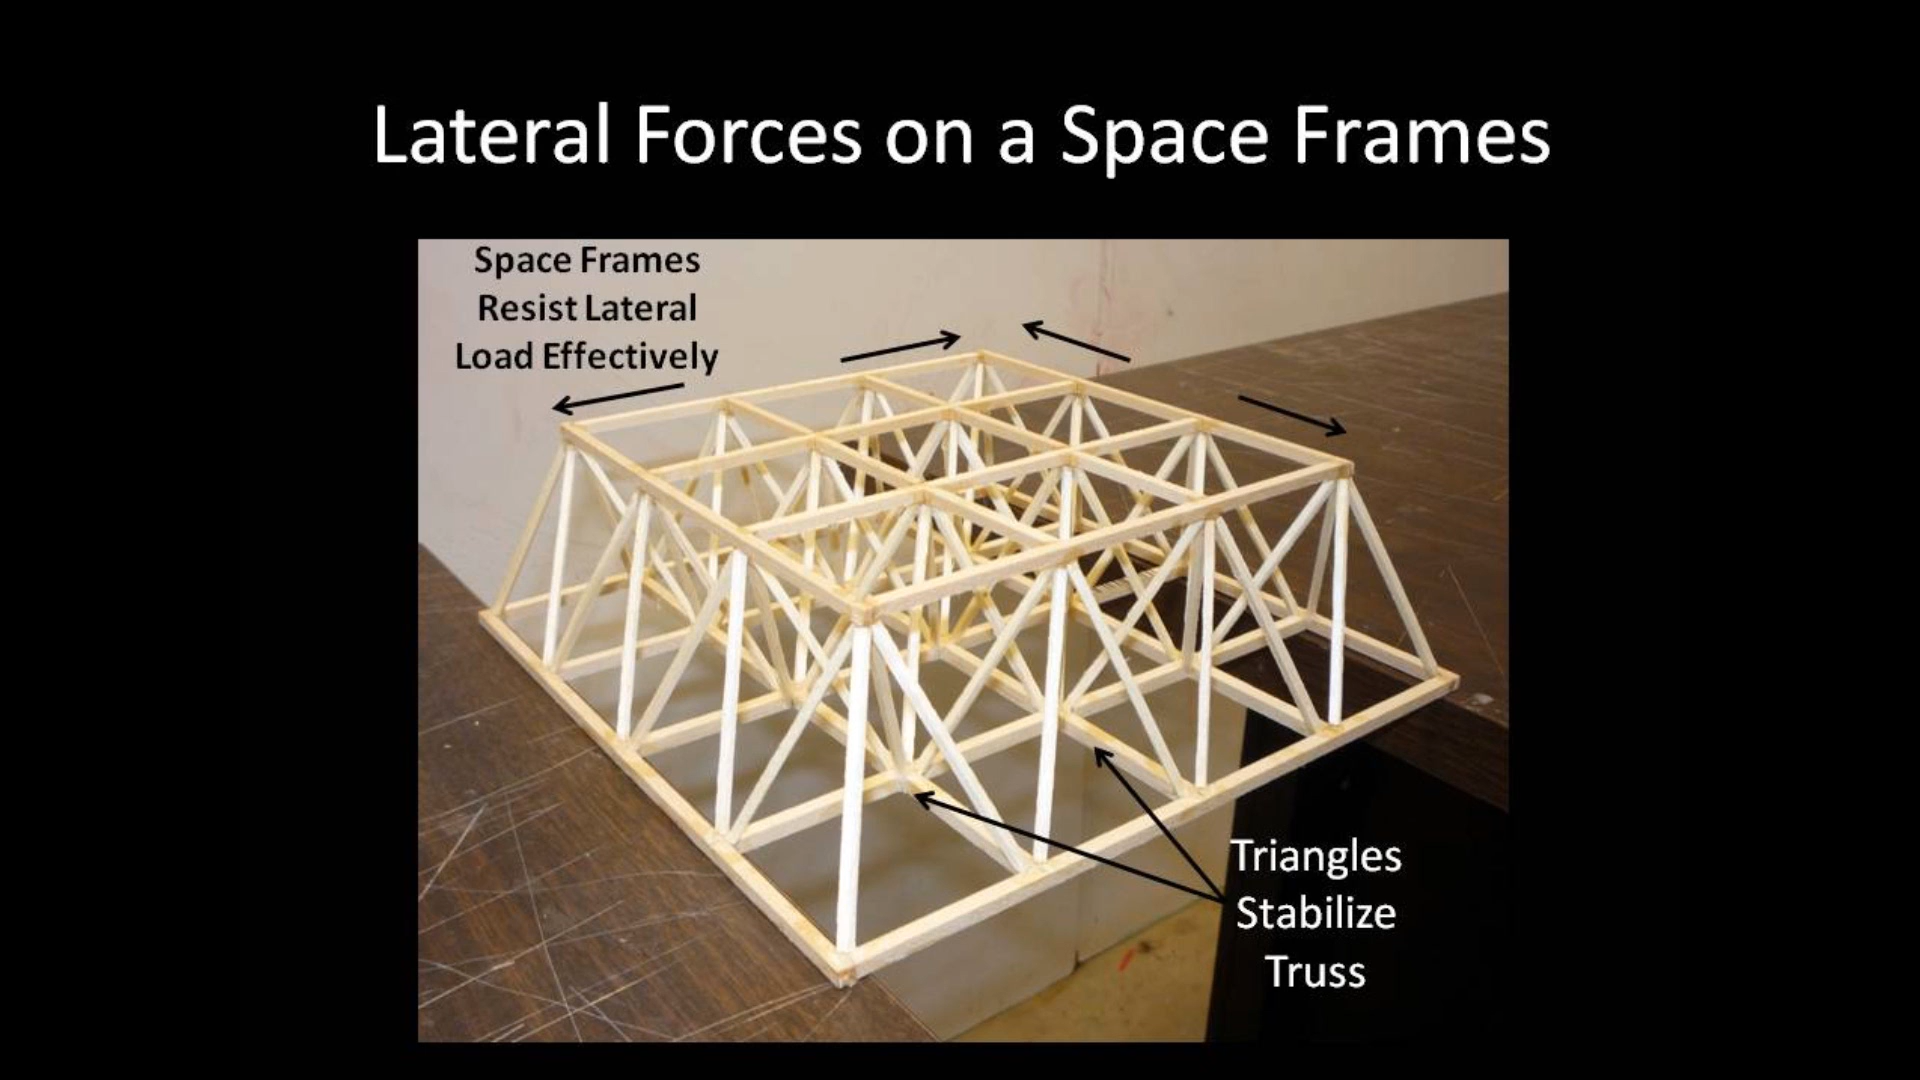 Lateral Forces on a Space Frames
Space Frames
Resist Lateral
Load Effectively
Triangles
Stabilize
Truss